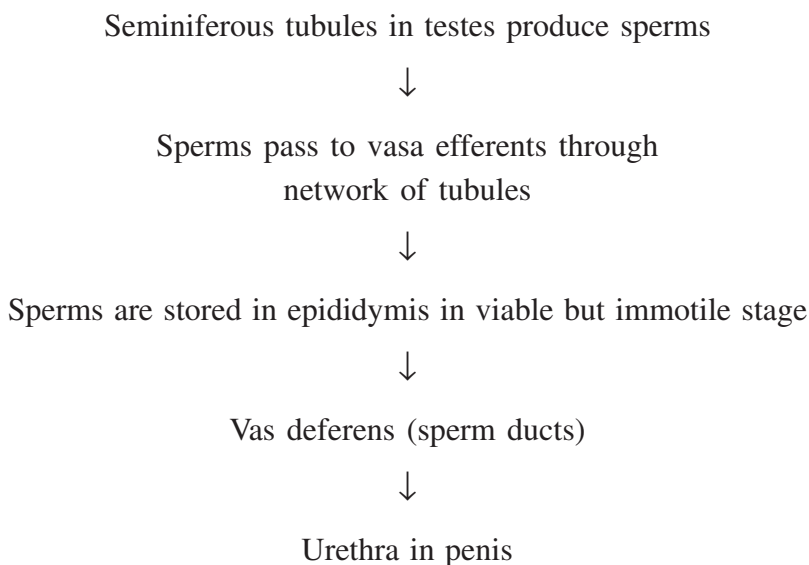 Seminiferous tubules in testes produce sperms
↓
Sperms pass to vasa efferents through
network of tubules
↓
Sperms are stored in epididymis in viable but immotile stage
↓
Vas deferens (sperm ducts)
↓
Urethra in penis